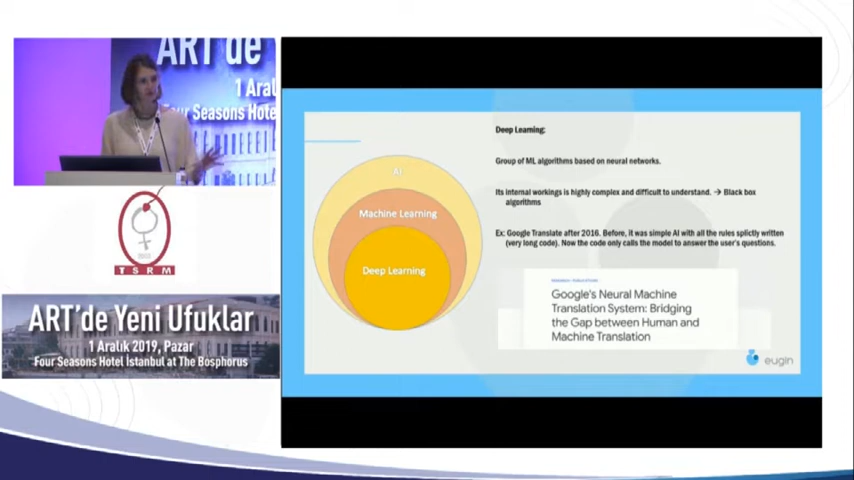 ART'de
1 Aral
Four Seasons Hotel
TSRM
ART'de Yeni Ufuklar
1 Aralık 2019, Pazar
Four Seasons Hotel İstanbul at The Bosphorus
AI
Machine Learning
Deep Learning
Deep Learning:
Group of ML algorithms based on neural networks.
Its internal workings is highly complex and difficult to understand. → Black box
algorithms
Ex: Google Translate after 2016. Before, it was simple AI with all the rules splictly written
(very long code). Now the code only calls the model to answer the user's questions.
Google's Neural Machine
Translation System: Bridging
the Gap between Human and
Machine Translation
eugin